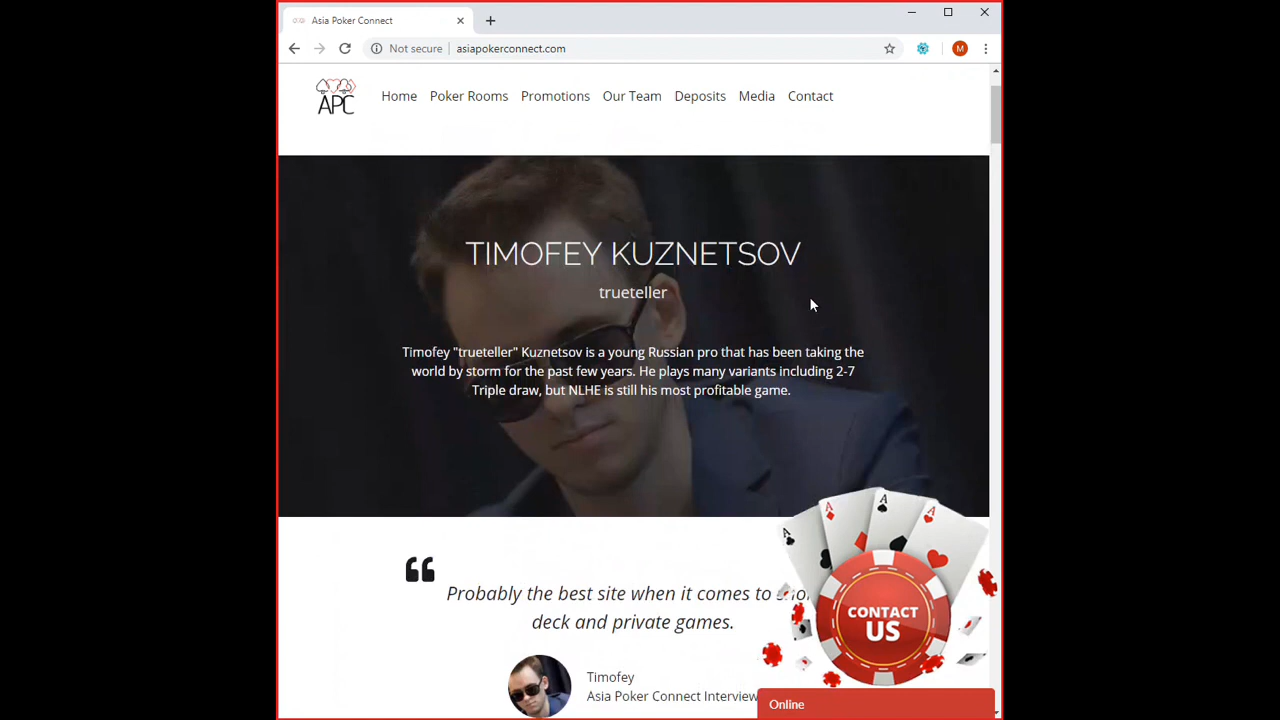 Asia Poker Connect
Not secure
asiapokerconnect.com
M
APC
Home
Poker Rooms
Promotions
Our Team
Deposits
Media
Contact
TIMOFEY KUZNETSOV
trueteller
Timofey "trueteller" Kuznetsov is a young Russian pro that has been taking the
world by storm for the past few years. He plays many variants including 2-7
Triple draw, but NLHE is still his most profitable game.
Probably the best site when it comes to
deck and private games.
Timofey
Asia Poker Connect Interview
A
A
A
A
CONTACT
US
Online